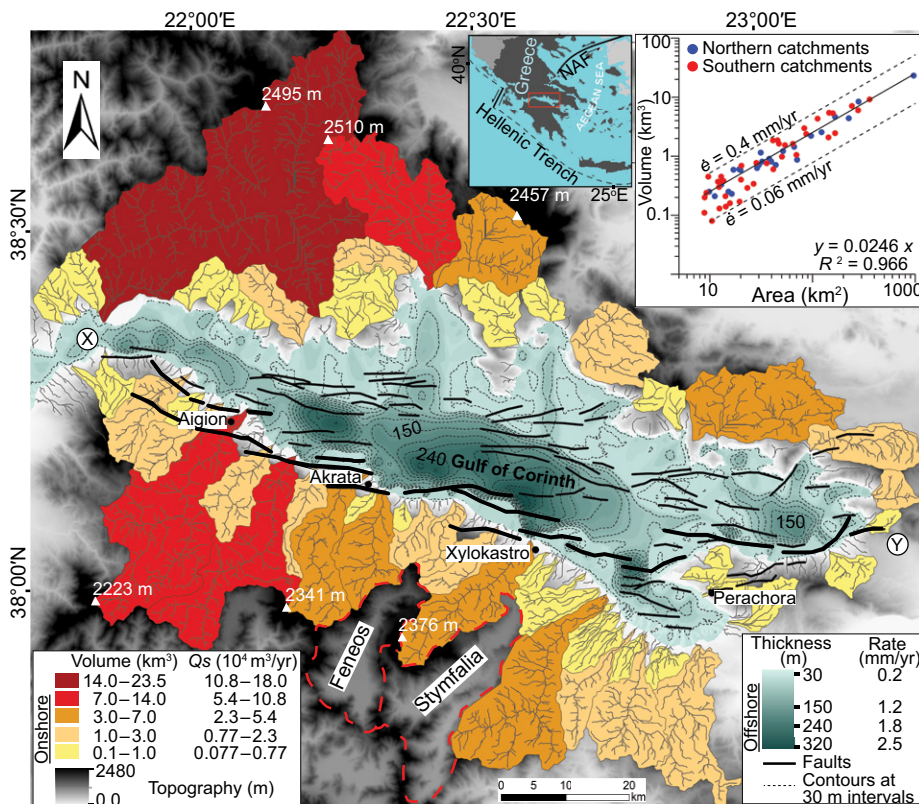 22°00'E
22°30'E
23°00'E
38°30'N
38°00'N
N
2495 m
2510 m
2457 m
40°N
Greece
NAF
AEGEAN SEA
Hellenic Trench
25°E
Northern catchments
Southern catchments
Volume (km³)
100
10
1
0.1
ė = 0.4 mm/yr
ė = 0.06 mm/yr
y = 0.0246 x
R² = 0.966
10
100
1000
Area (km²)
X
Aigion
150
240 Gulf of Corinth
Akrata
150
Y
Xylokastro
Perachora
2223 m
2341 m
2376 m
Feneos
Stymfalia
Onshore
Volume (km³) Qs (10⁴ m³/yr)
14.0–23.5 10.8–18.0
7.0–14.0 5.4–10.8
3.0–7.0 2.3–5.4
1.0–3.0 0.77–2.3
0.1–1.0 0.077–0.77
2480
0.0 Topography (m)
0 5 10 20
km
Offshore
Thickness (m) Rate (mm/yr)
30 0.2
150 1.2
240 1.8
320 2.5
Faults
Contours at
30 m intervals